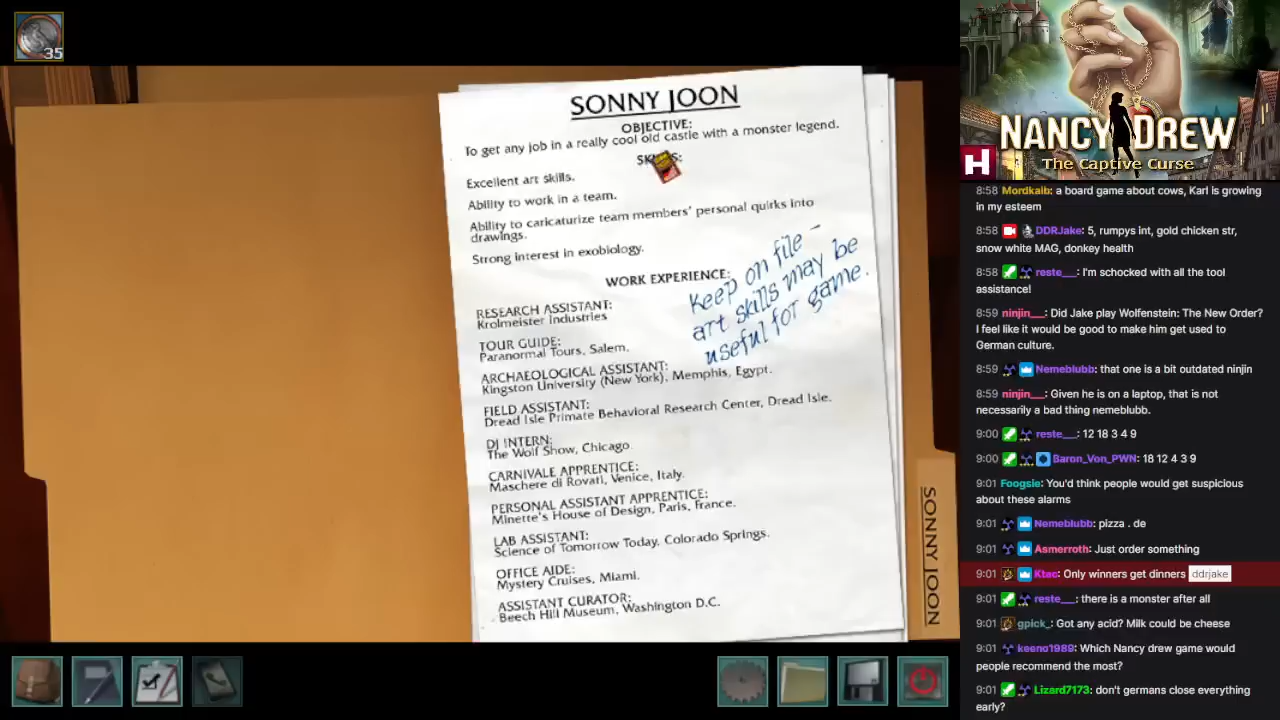 35
SONNY JOON
OBJECTIVE:
To get any job in a really cool old castle with a monster legend.
Excellent art skills.
Ability to work in a team.
Ability to caricaturize team members' personal quirks into
drawings.
Strong interest in exobiology.
WORK EXPERIENCE:
Keep on file –
art skills may be
useful for game.
RESEARCH ASSISTANT:
Krolmeister Industries
TOUR GUIDE:
Paranormal Tours, Salem.
ARCHAEOLOGICAL ASSISTANT:
Kingston University (New York), Memphis, Egypt.
FIELD ASSISTANT:
Dread Isle Primate Behavioral Research Center, Dread Isle.
DJ INTERN:
The Wolf Show, Chicago.
CARNIVALE APPRENTICE:
Maschere di Rovati, Venice, Italy.
PERSONAL ASSISTANT APPRENTICE:
Minette's House of Design, Paris, France.
LAB ASSISTANT:
Science of Tomorrow Today, Colorado Springs.
OFFICE AIDE:
Mystery Cruises, Miami.
ASSISTANT CURATOR:
Beech Hill Museum, Washington D.C.
SONNY JOON
NANCY DREW
The Captive Curse
H
8:58 Mordkaib: a board game about cows, Karl is growing
in my esteem
8:58 DDRJake: 5, rumpys int, gold chicken str,
snow white MAG, donkey health
8:58 reste__: I'm schocked with all the tool
assistance!
8:59 ninjin__: Did Jake play Wolfenstein: The New Order?
I feel like it would be good to make him get used to
German culture.
8:59 Nemeblubb: that one is a bit outdated ninjin
8:59 ninjin__: Given he is on a laptop, that is not
necessarily a bad thing nemeblubb.
9:00 reste__: 12 18 3 4 9
9:00 Baron_Von_PWN: 18 12 4 3 9
9:01 Foogsie: You'd think people would get suspicious
about these alarms
9:01 Nemeblubb: pizza . de
9:01 Asmerroth: Just order something
9:01 Ktac: Only winners get dinners ddrjake
9:01 reste__: there is a monster after all
9:01 gpick_: Got any acid? Milk could be cheese
9:01 keeno1989: Which Nancy drew game would
people recommend the most?
9:01 Lizard7173: don't germans close everything
early?